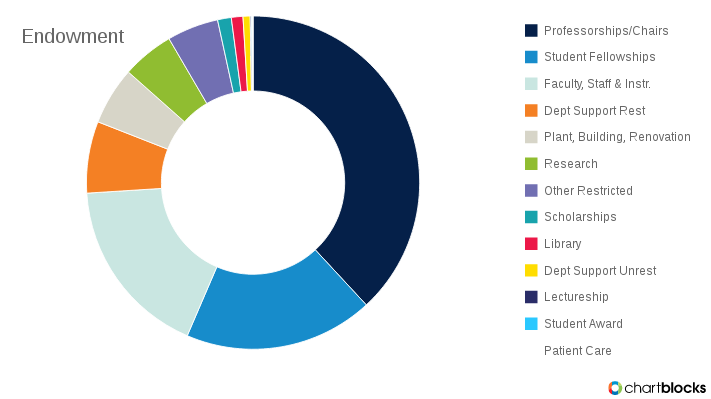 Endowment
Professorships/Chairs
Student Fellowships
Faculty, Staff & Instr.
Dept Support Rest
Plant, Building, Renovation
Research
Other Restricted
Scholarships
Library
Dept Support Unrest
Lectureship
Student Award
Patient Care
chartblocks